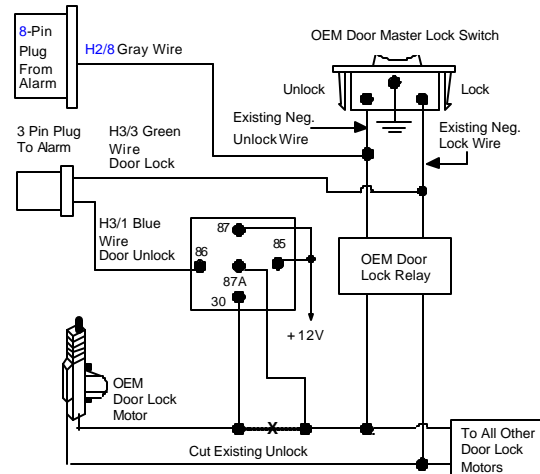 8-Pin
Plug
From
Alarm
H2/8 Gray Wire
OEM Door Master Lock Switch
Unlock
Lock
Existing Neg.
Unlock Wire
Existing Neg.
Lock Wire
3 Pin Plug
To Alarm
H3/3 Green
Wire
Door Lock
H3/1 Blue
Wire
Door Unlock
87
86
85
87A
30
+12V
OEM Door
Lock Relay
OEM
Door Lock
Motor
X
Cut Existing Unlock
To All Other
Door Lock
Motors